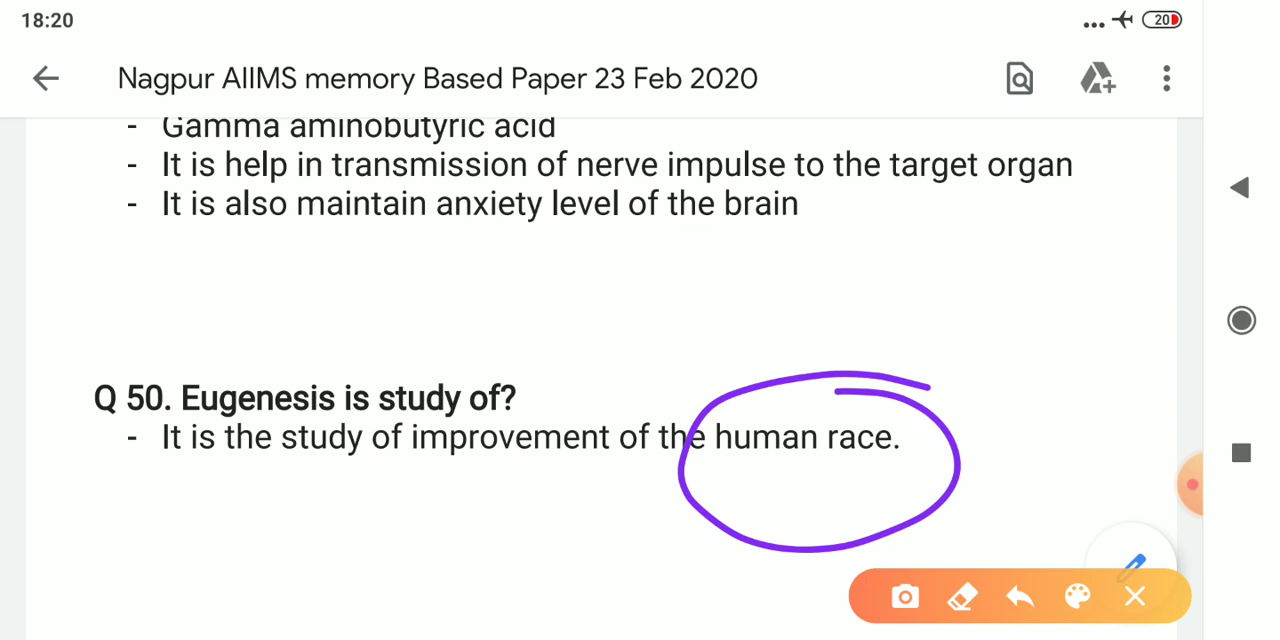 18:20
20
Nagpur AIIMS memory Based Paper 23 Feb 2020
- Gamma aminobutyric acid
- It is help in transmission of nerve impulse to the target organ
- It is also maintain anxiety level of the brain
Q 50. Eugenesis is study of?
- It is the study of improvement of the human race.